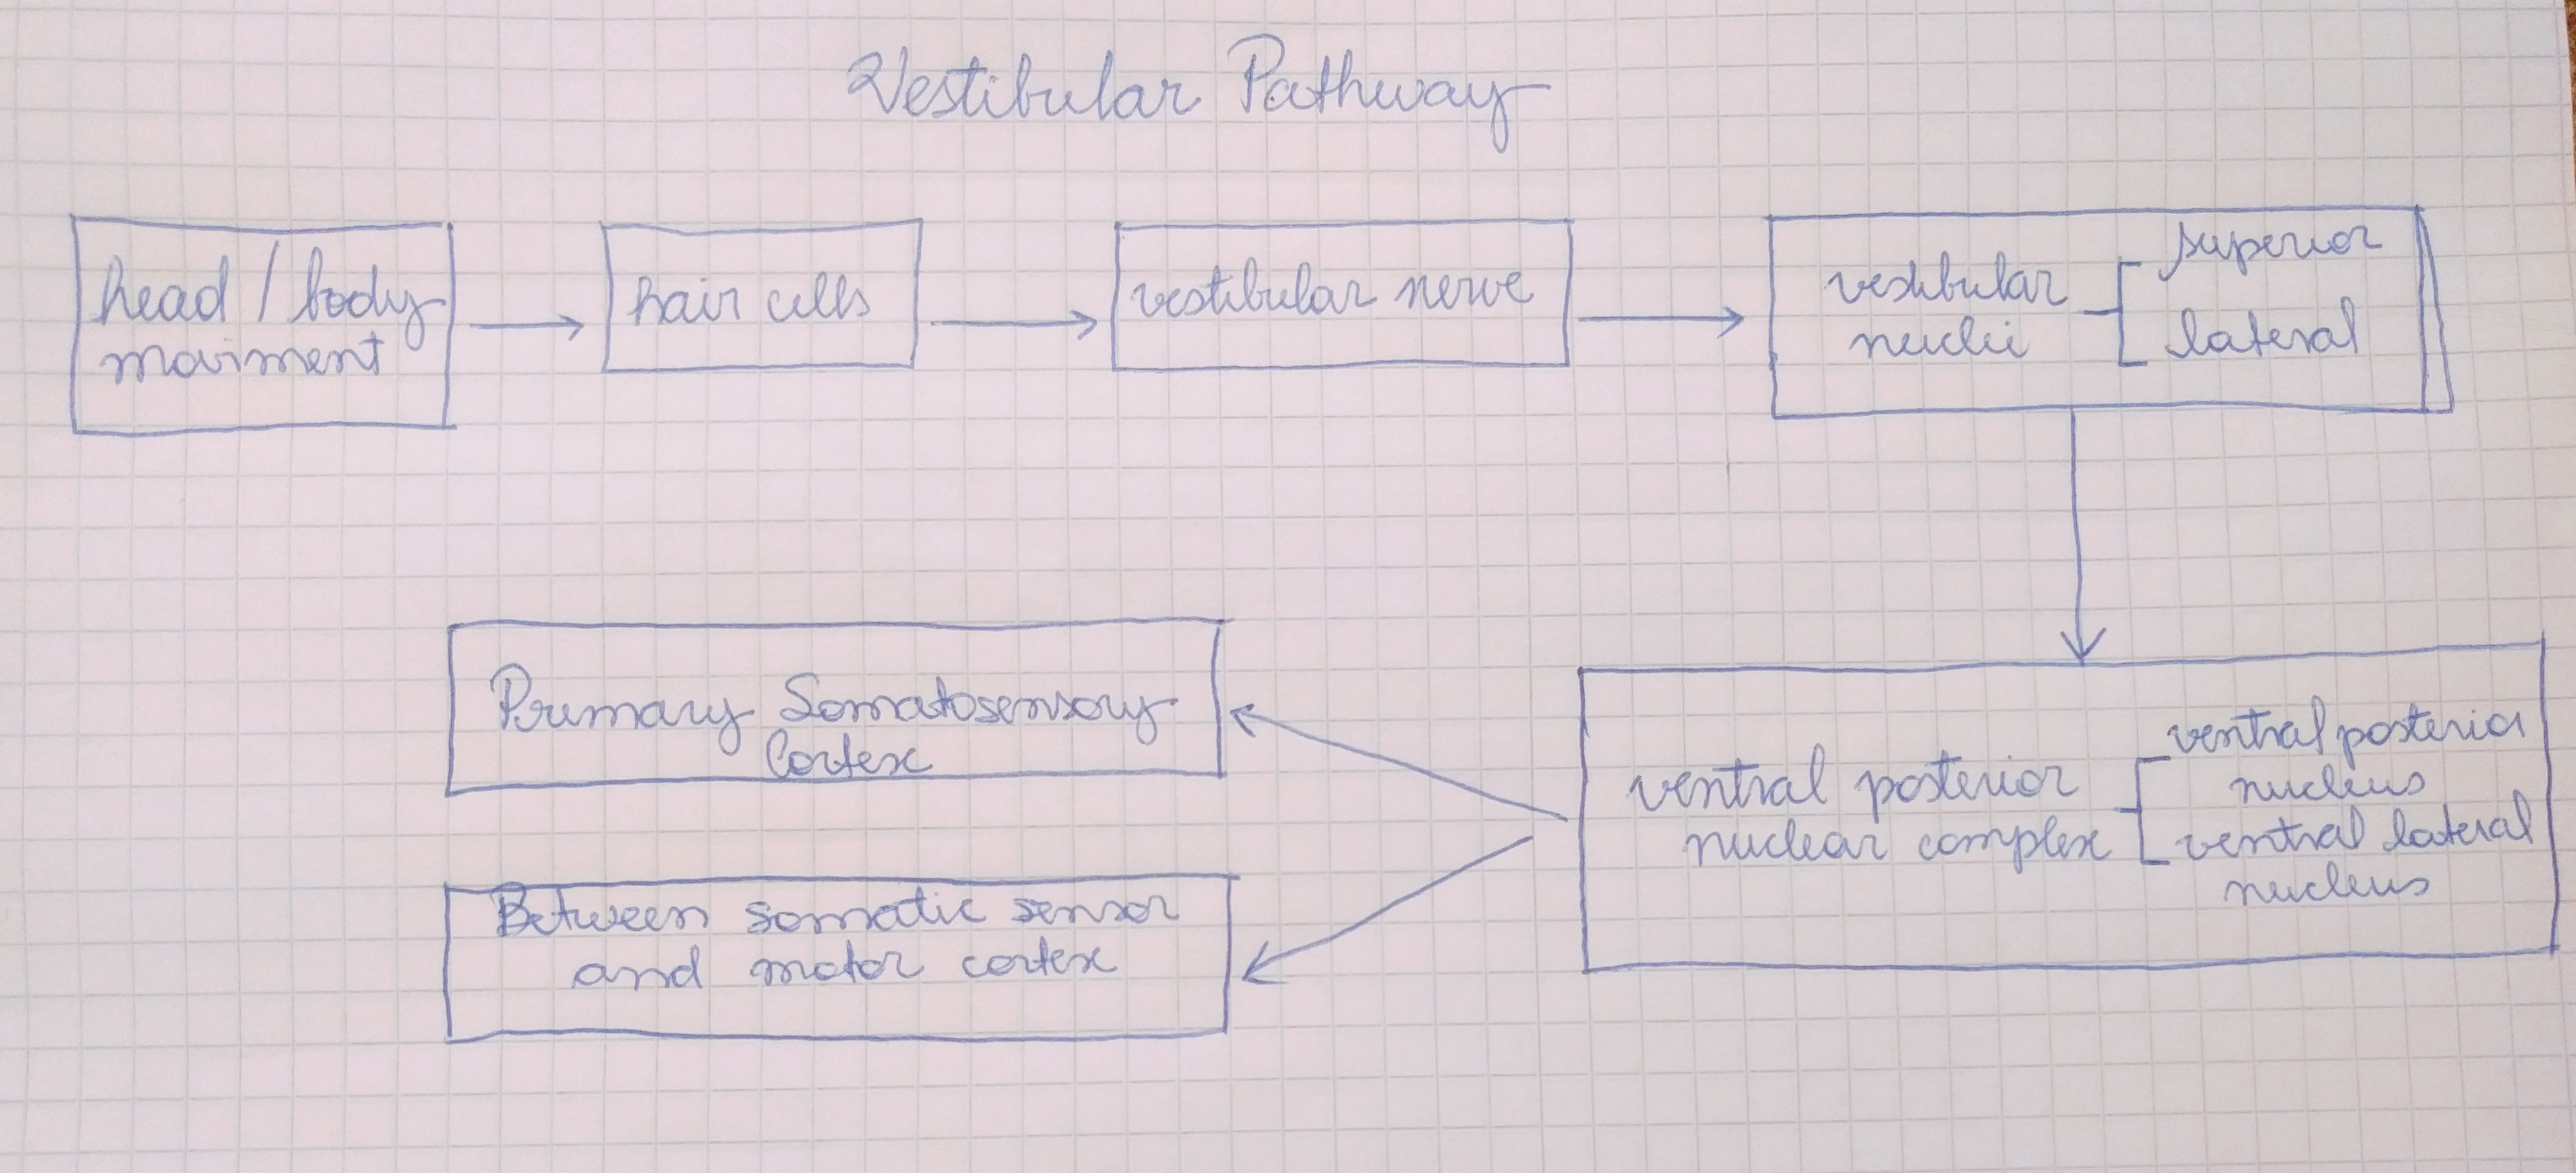 Vestibular Pathway
head / body
moviment
hair cells
vestibular nerve
vestibular
nuclei
superior
lateral
ventral posterior
nuclear complex
ventral posterior
nucleus
ventral lateral
nucleus
Primary Somatosensory
Cortex
Between somatic sensor
and motor cortex